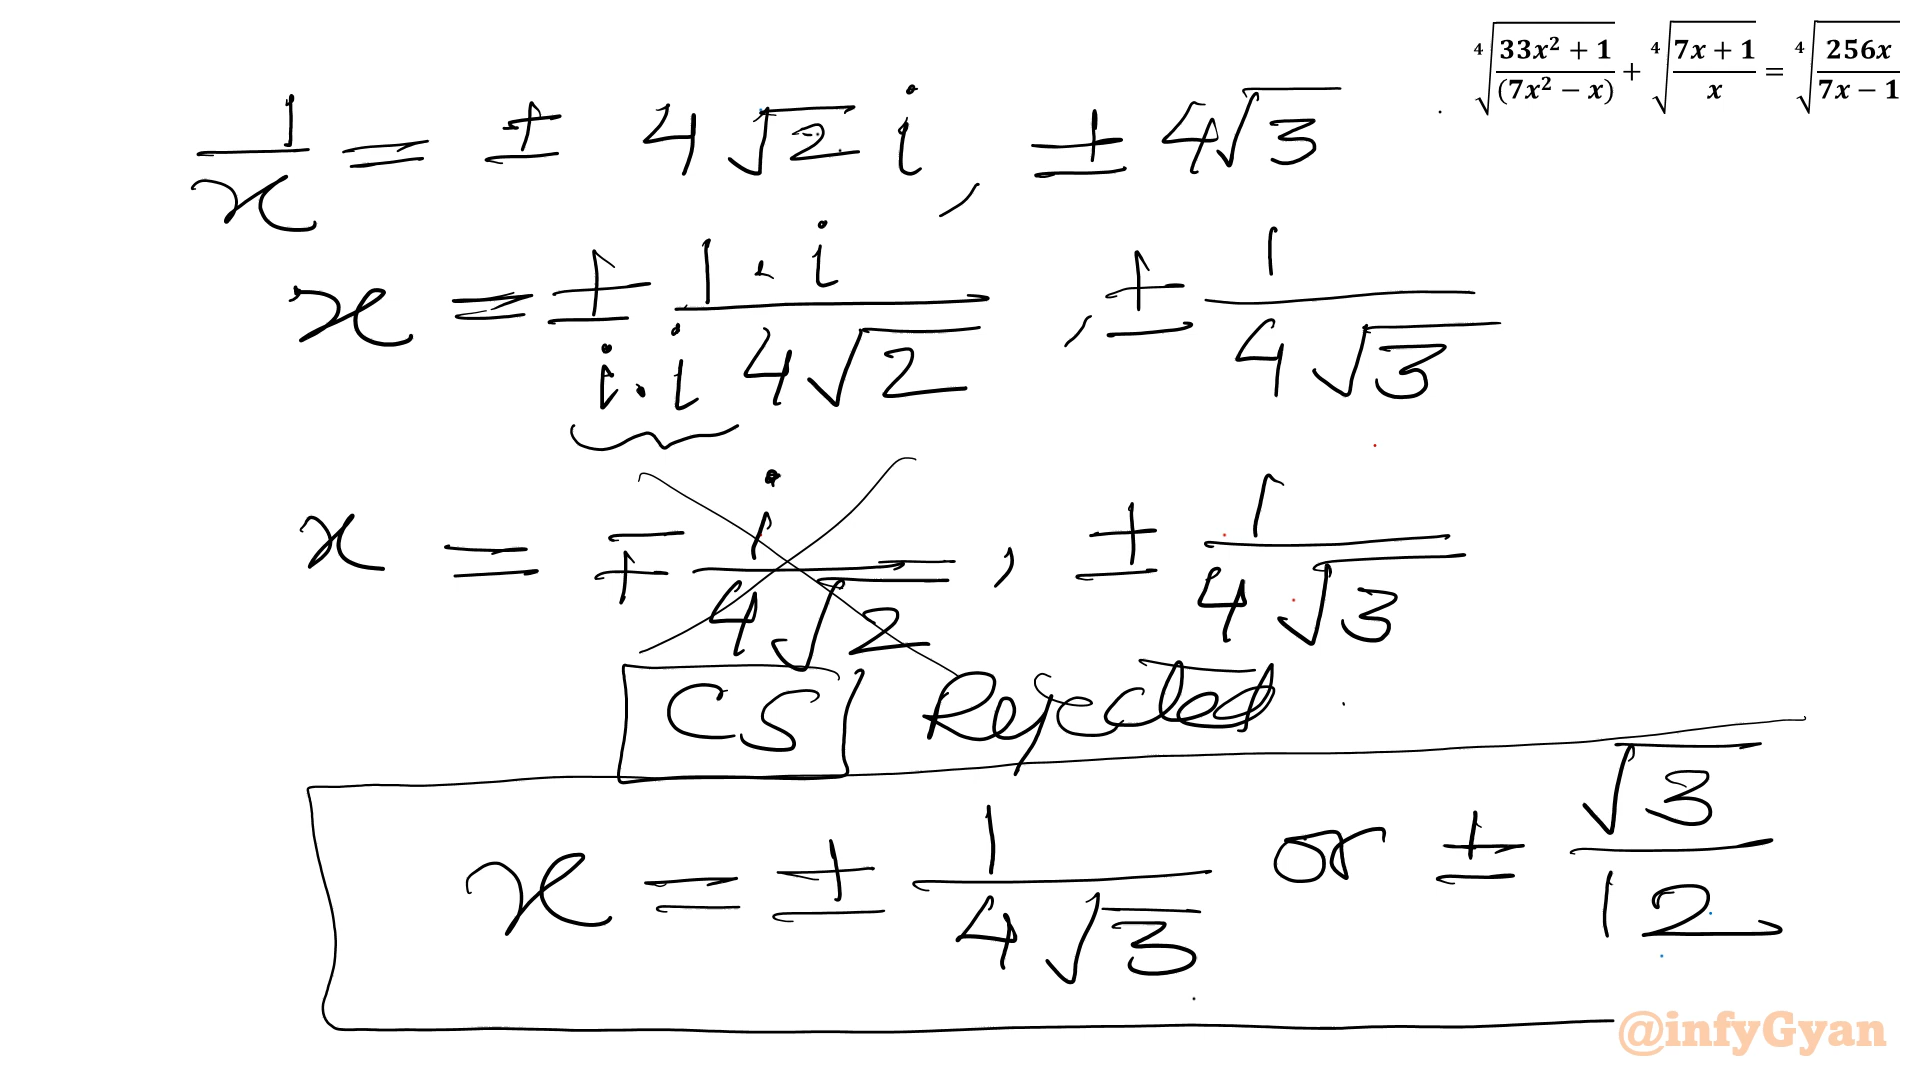 ⁴√((33x² + 1)/(7x² − x)) + ⁴√((7x + 1)/x) = ⁴√(256x/(7x − 1))
1/x = ± 4√2 i, ± 4√3
x = ± (1 · i)/(i · i 4√2), ± 1/(4√3)
x = ∓ i/(4√2), ± 1/(4√3)
CS Rejected
x = ± 1/(4√3) or ± √3/12
@infyGyan